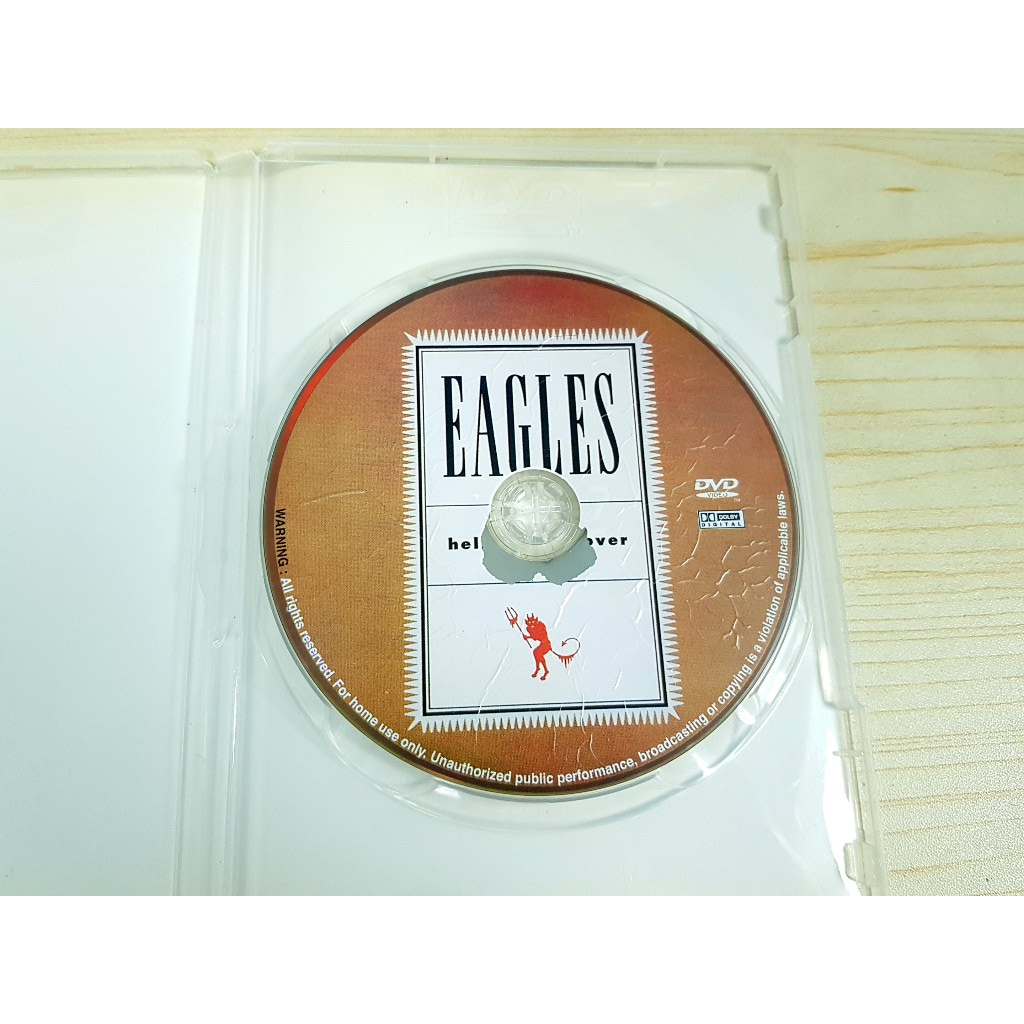 EAGLES
hel over
DVD
VIDEO
TM
DOLBY
DIGITAL
WARNING : All rights reserved. For home use only. Unauthorized public performance, broadcasting or copying is a violation of applicable laws.